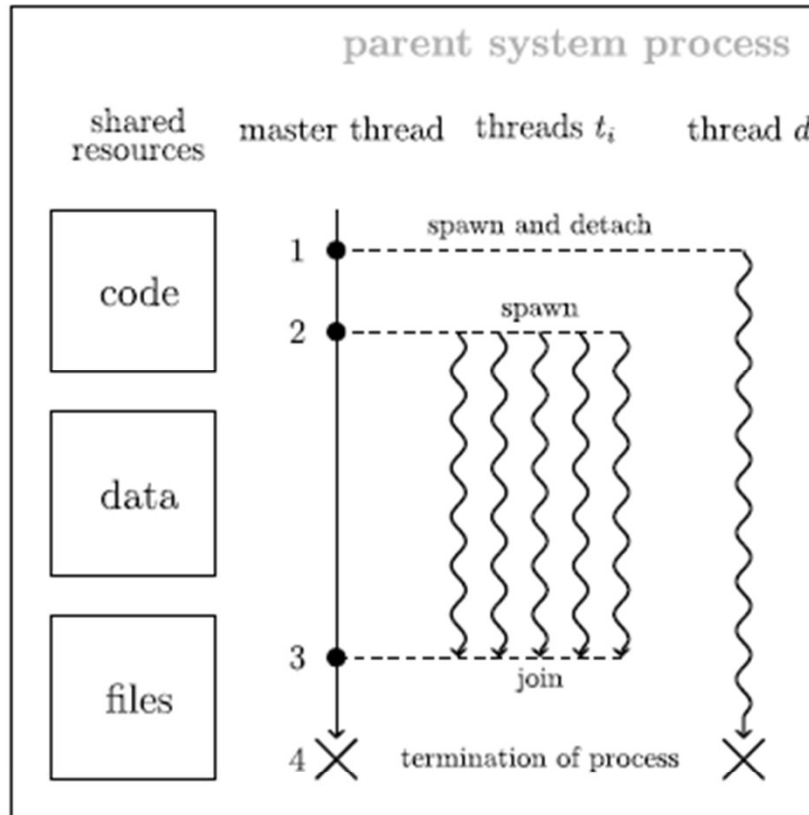 parent system process
shared
resources
master thread
threads t_i
thread d
1
spawn and detach
code
2
spawn
data
3
join
files
4
termination of process